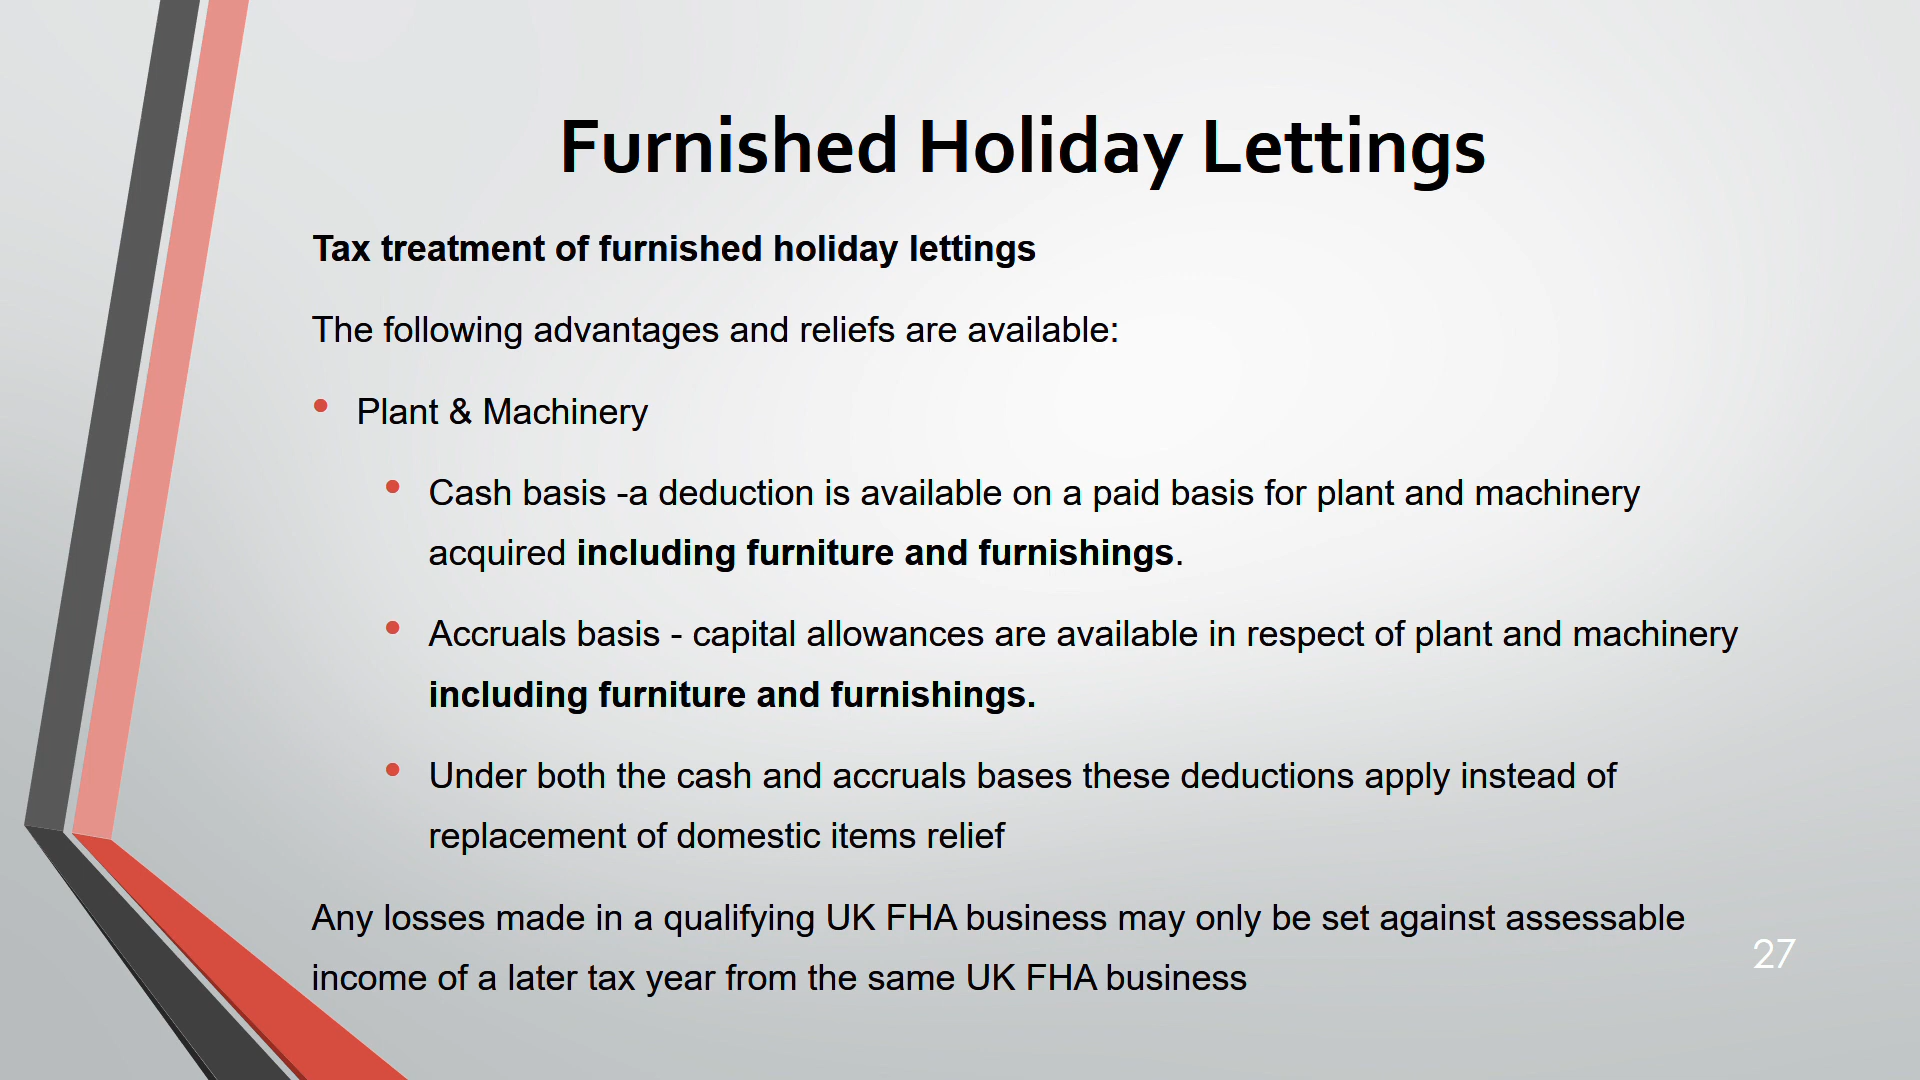 Furnished Holiday Lettings
Tax treatment of furnished holiday lettings
The following advantages and reliefs are available:
• Plant & Machinery
• Cash basis -a deduction is available on a paid basis for plant and machinery
acquired including furniture and furnishings.
• Accruals basis - capital allowances are available in respect of plant and machinery
including furniture and furnishings.
• Under both the cash and accruals bases these deductions apply instead of
replacement of domestic items relief
Any losses made in a qualifying UK FHA business may only be set against assessable
income of a later tax year from the same UK FHA business
27